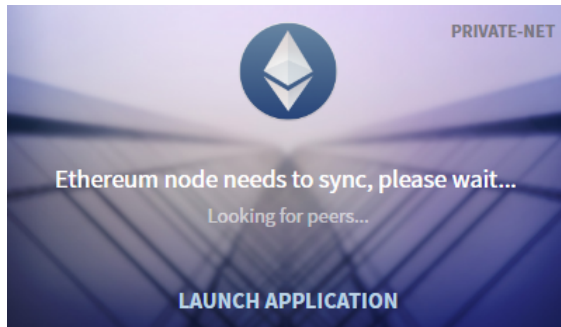 PRIVATE-NET
Ethereum node needs to sync, please wait...
Looking for peers...
LAUNCH APPLICATION